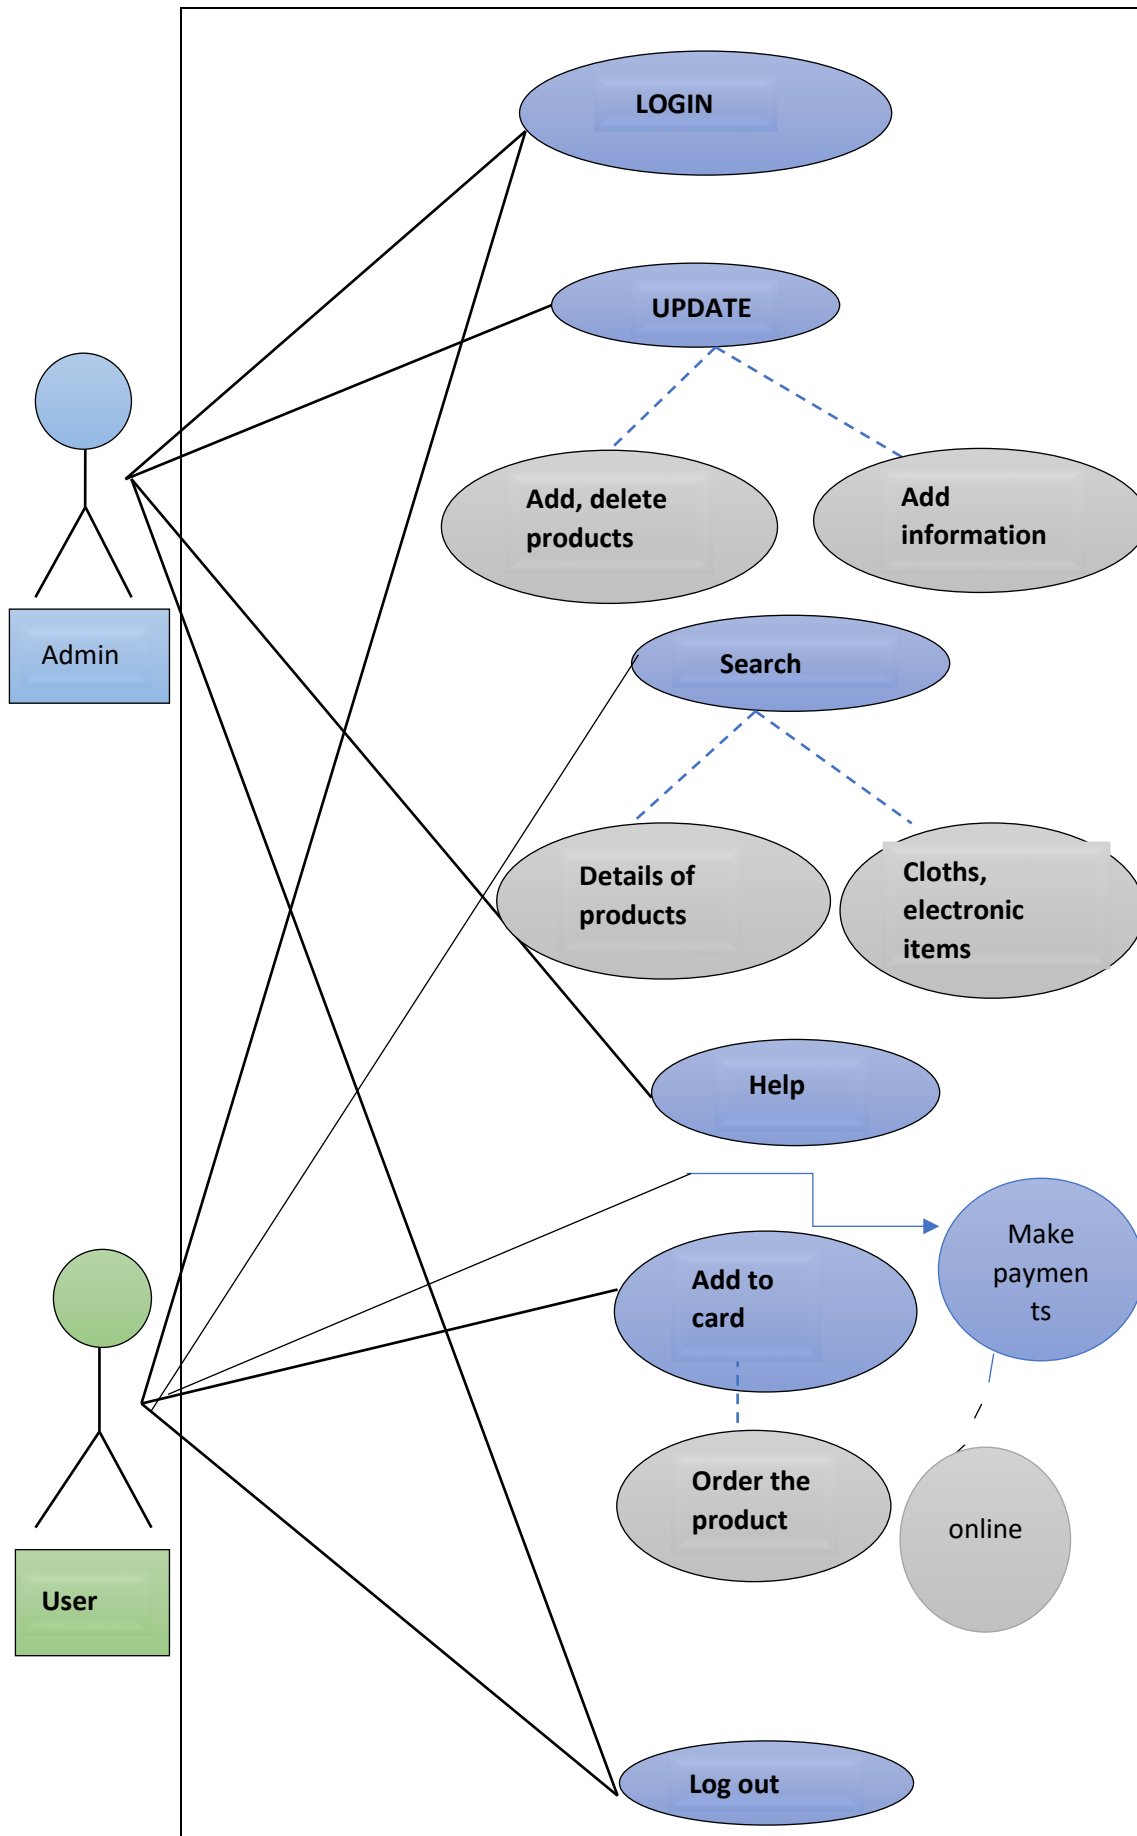 LOGIN
UPDATE
Add, delete
products
Add
information
Admin
Search
Details of
products
Cloths,
electronic
items
Help
Make
paymen
ts
Add to
card
Order the
product
online
User
Log out